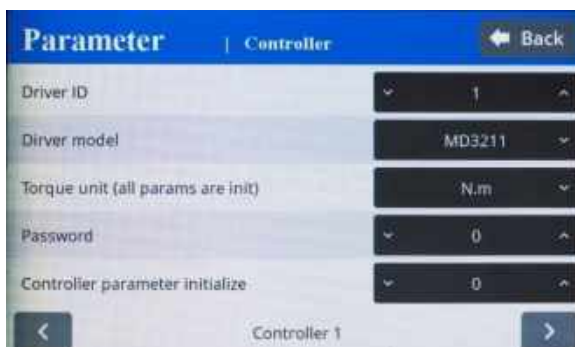 Parameter | Controller Back
Driver ID 1
Dirver model MD3211
Torque unit (all params are init) N.m
Password 0
Controller parameter initialize 0
Controller 1